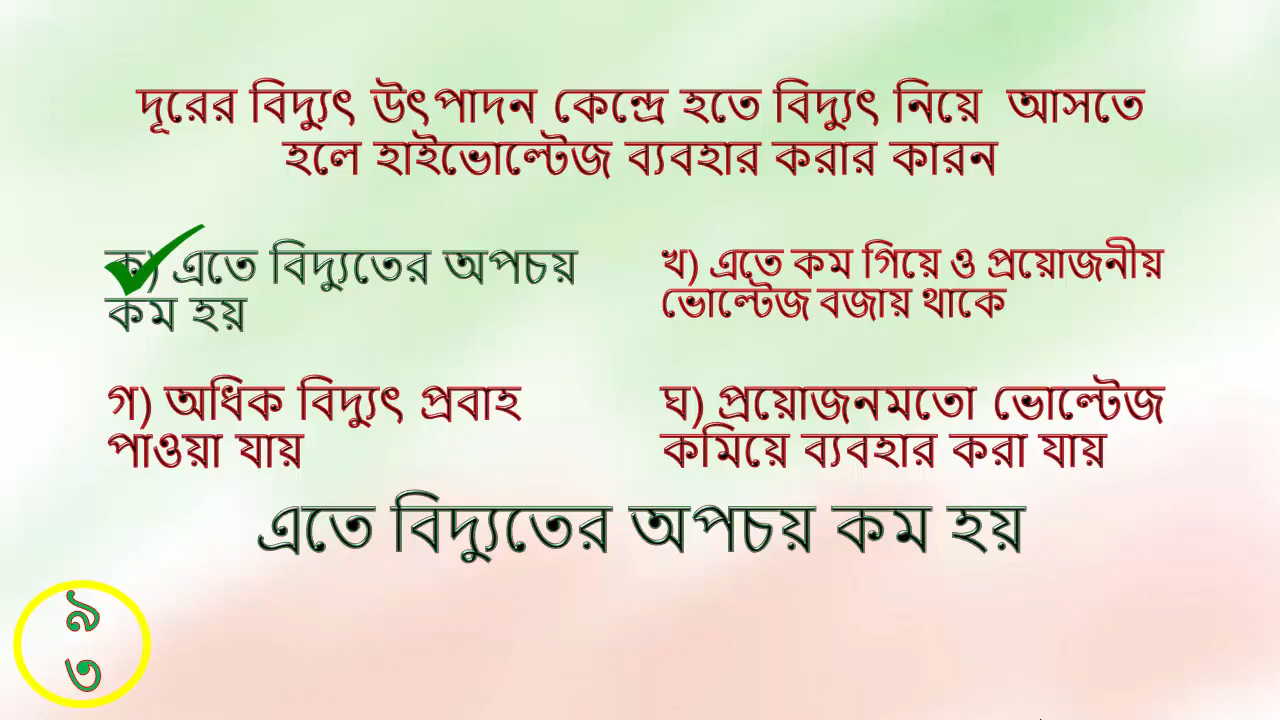 দূরের বিদ্যুৎ উৎপাদন কেন্দ্রে হতে বিদ্যুৎ নিয়ে আসতে
হলে হাইভোল্টেজ ব্যবহার করার কারন
ক) এতে বিদ্যুতের অপচয়
কম হয়
খ) এতে কম গিয়ে ও প্রয়োজনীয়
ভোল্টেজ বজায় থাকে
গ) অধিক বিদ্যুৎ প্রবাহ
পাওয়া যায়
ঘ) প্রয়োজনমতো ভোল্টেজ
কমিয়ে ব্যবহার করা যায়
এতে বিদ্যুতের অপচয় কম হয়
৯
৩